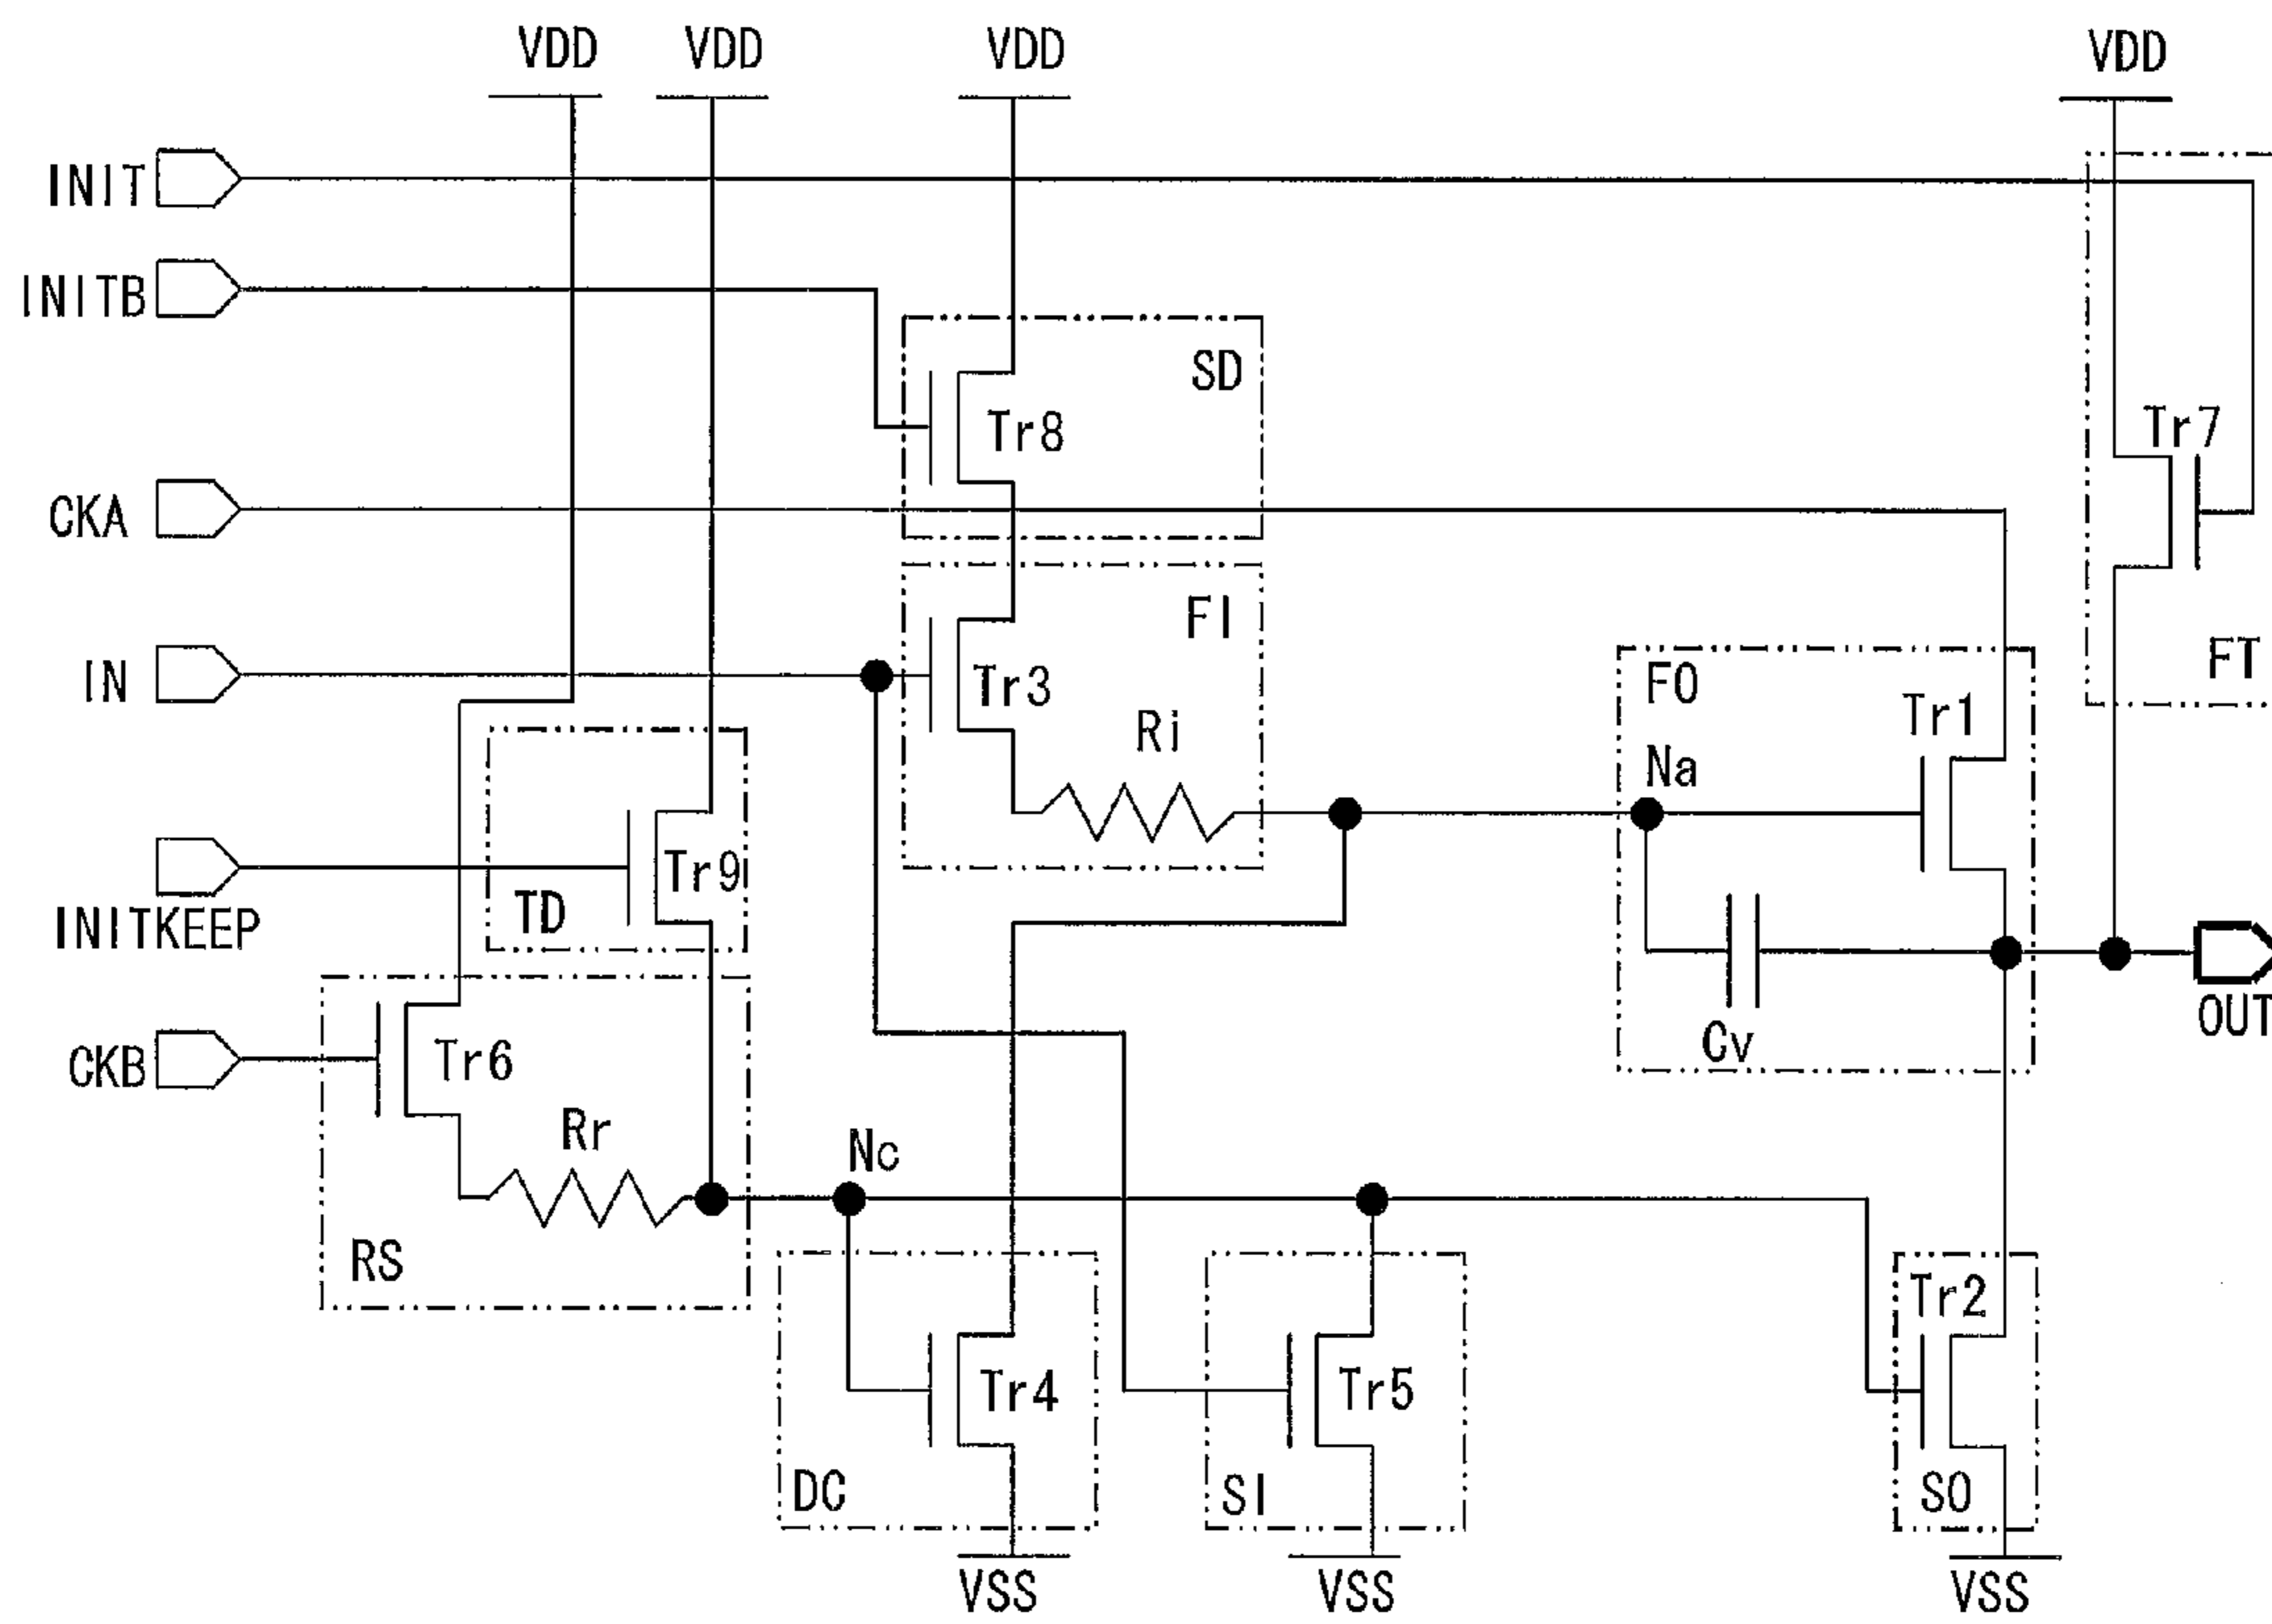 VDD
VDD
VDD
VDD
INIT
INITB
SD
Tr8
Tr7
CKA
FI
IN
Tr3
FT
FO
Tr1
Ri
Na
Tr9
TD
INITKEEP
OUT
Cv
CKB
Tr6
Rr
Nc
RS
Tr2
Tr4
Tr5
DC
SI
SO
VSS
VSS
VSS